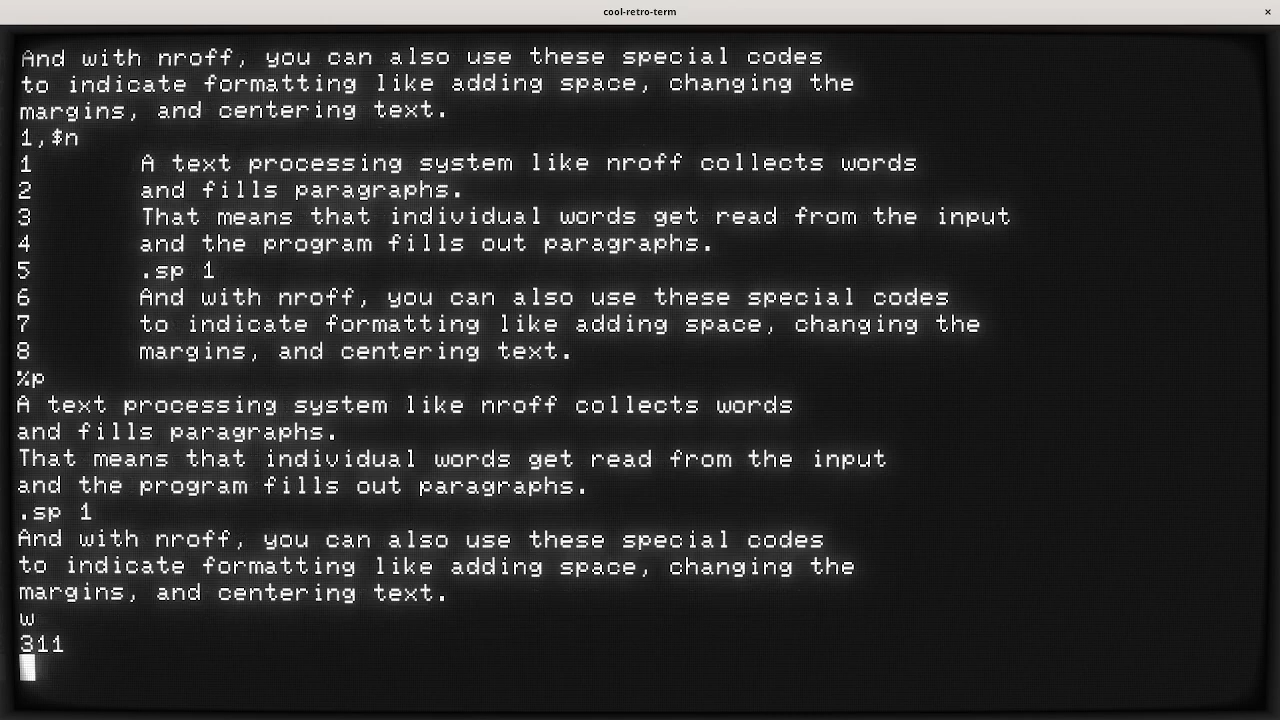 cool-retro-term ×
And with nroff, you can also use these special codes
to indicate formatting like adding space, changing the
margins, and centering text.
1,$n
1 A text processing system like nroff collects words
2 and fills paragraphs.
3 That means that individual words get read from the input
4 and the program fills out paragraphs.
5 .sp 1
6 And with nroff, you can also use these special codes
7 to indicate formatting like adding space, changing the
8 margins, and centering text.
%p
A text processing system like nroff collects words
and fills paragraphs.
That means that individual words get read from the input
and the program fills out paragraphs.
.sp 1
And with nroff, you can also use these special codes
to indicate formatting like adding space, changing the
margins, and centering text.
w
311